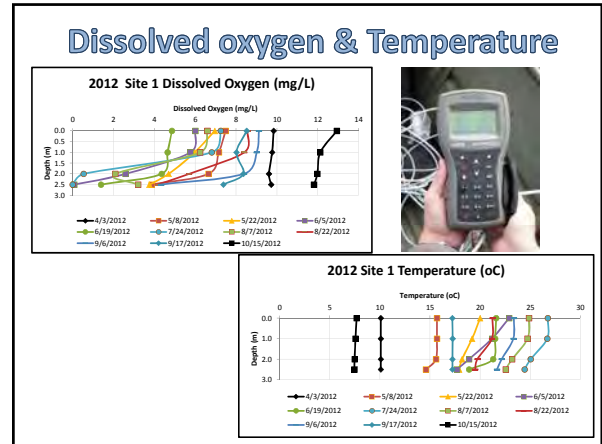 Dissolved oxygen & Temperature
2012 Site 1 Dissolved Oxygen (mg/L)
Dissolved Oxygen (mg/L)
0 2 4 6 8 10 12 14
Depth (m)
0.0
0.5
1.0
1.5
2.0
2.5
3.0
4/3/2012 5/8/2012 5/22/2012 6/5/2012
6/19/2012 7/24/2012 8/7/2012 8/22/2012
9/6/2012 9/17/2012 10/15/2012
2012 Site 1 Temperature (oC)
Temperature (oC)
0 5 10 15 20 25 30
Depth (m)
0.0
1.0
2.0
3.0
4/3/2012 5/8/2012 5/22/2012 6/5/2012
6/19/2012 7/24/2012 8/7/2012 8/22/2012
9/6/2012 9/17/2012 10/15/2012